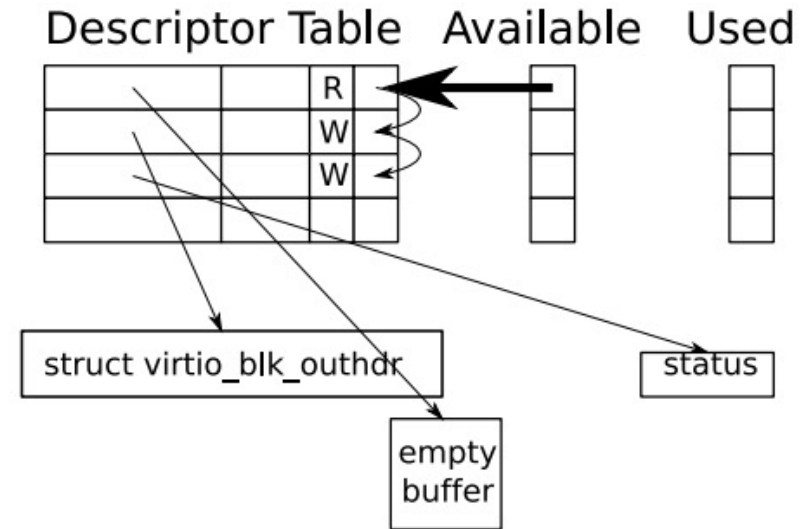 Descriptor Table Available Used
R
W
W
struct virtio_blk_outhdr
status
empty
buffer